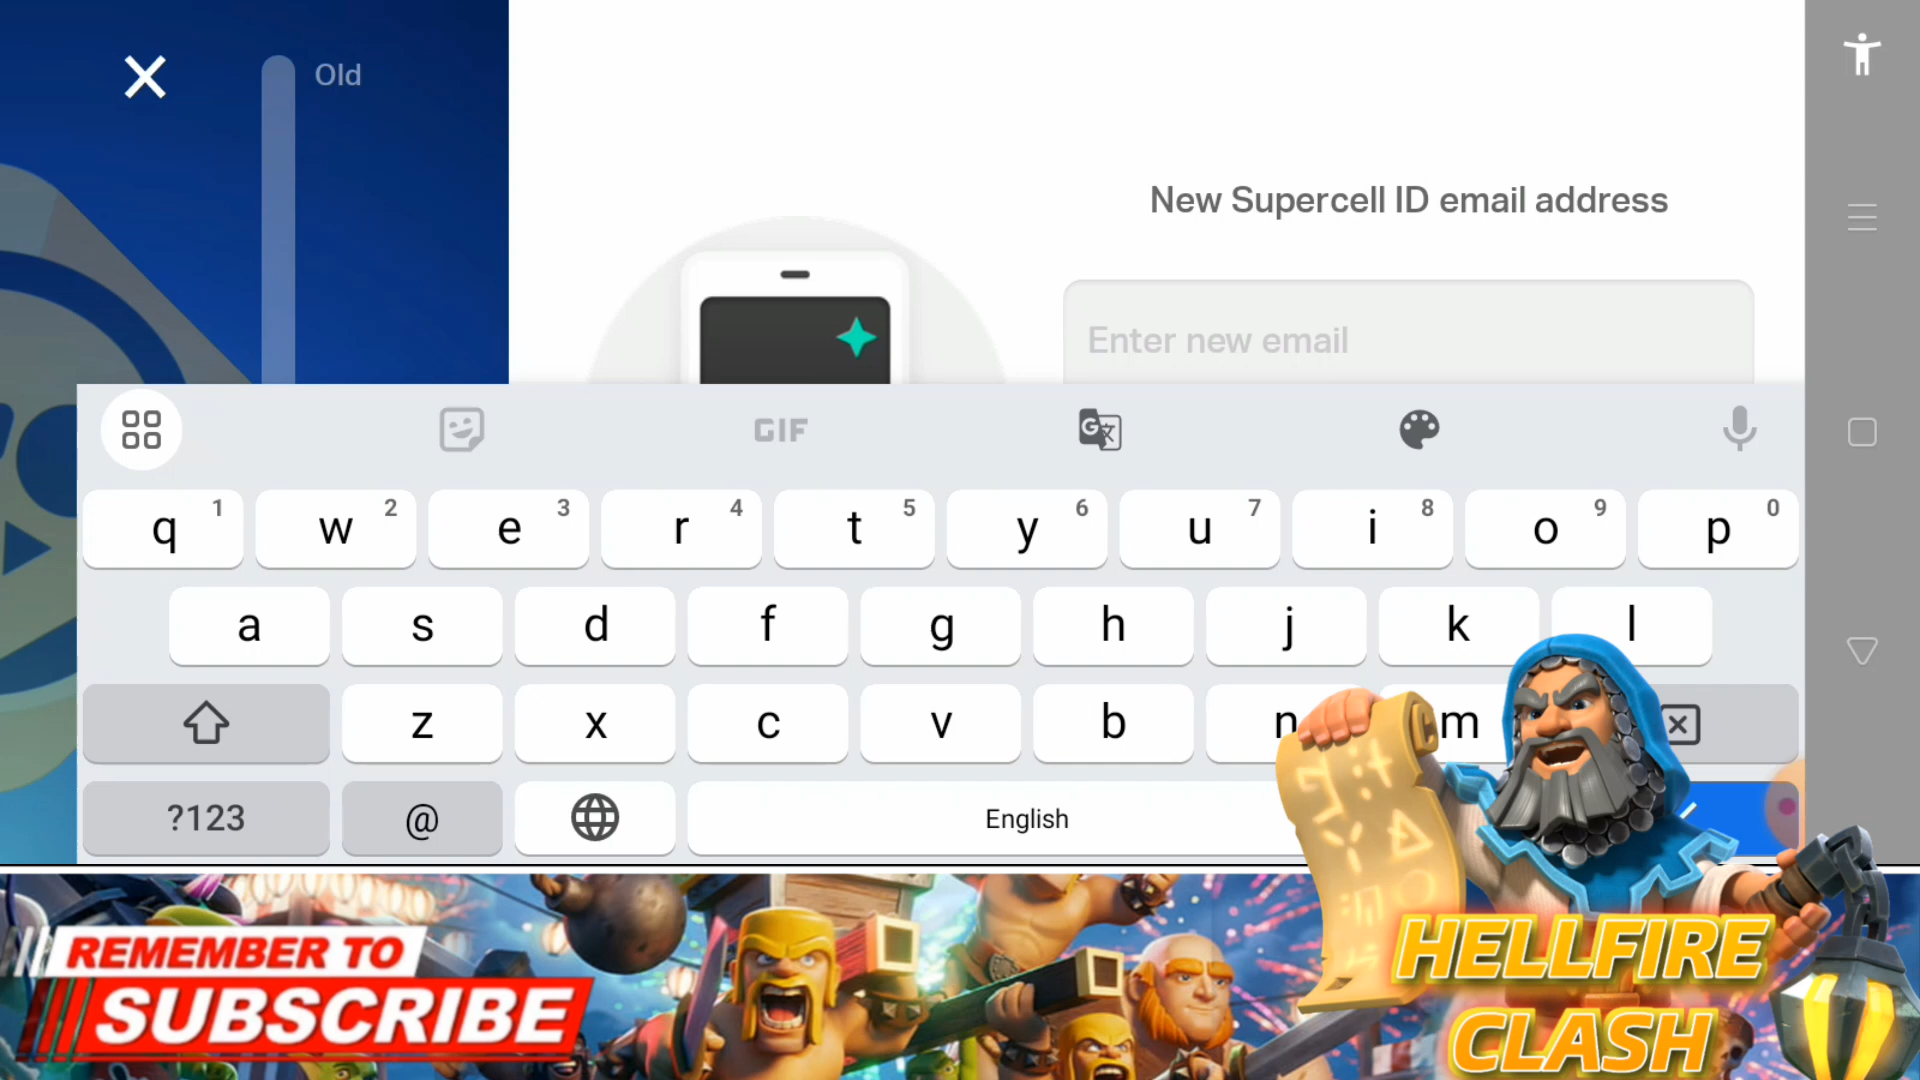 Old
New Supercell ID email address
Enter new email
GIF
G 文
q 1 w 2 e 3 r 4 t 5 y 6 u 7 i 8 o 9 p 0
a s d f g h j k l
z x c v b n m
?123 @ English
REMEMBER TO
SUBSCRIBE
HELLFIRE
CLASH